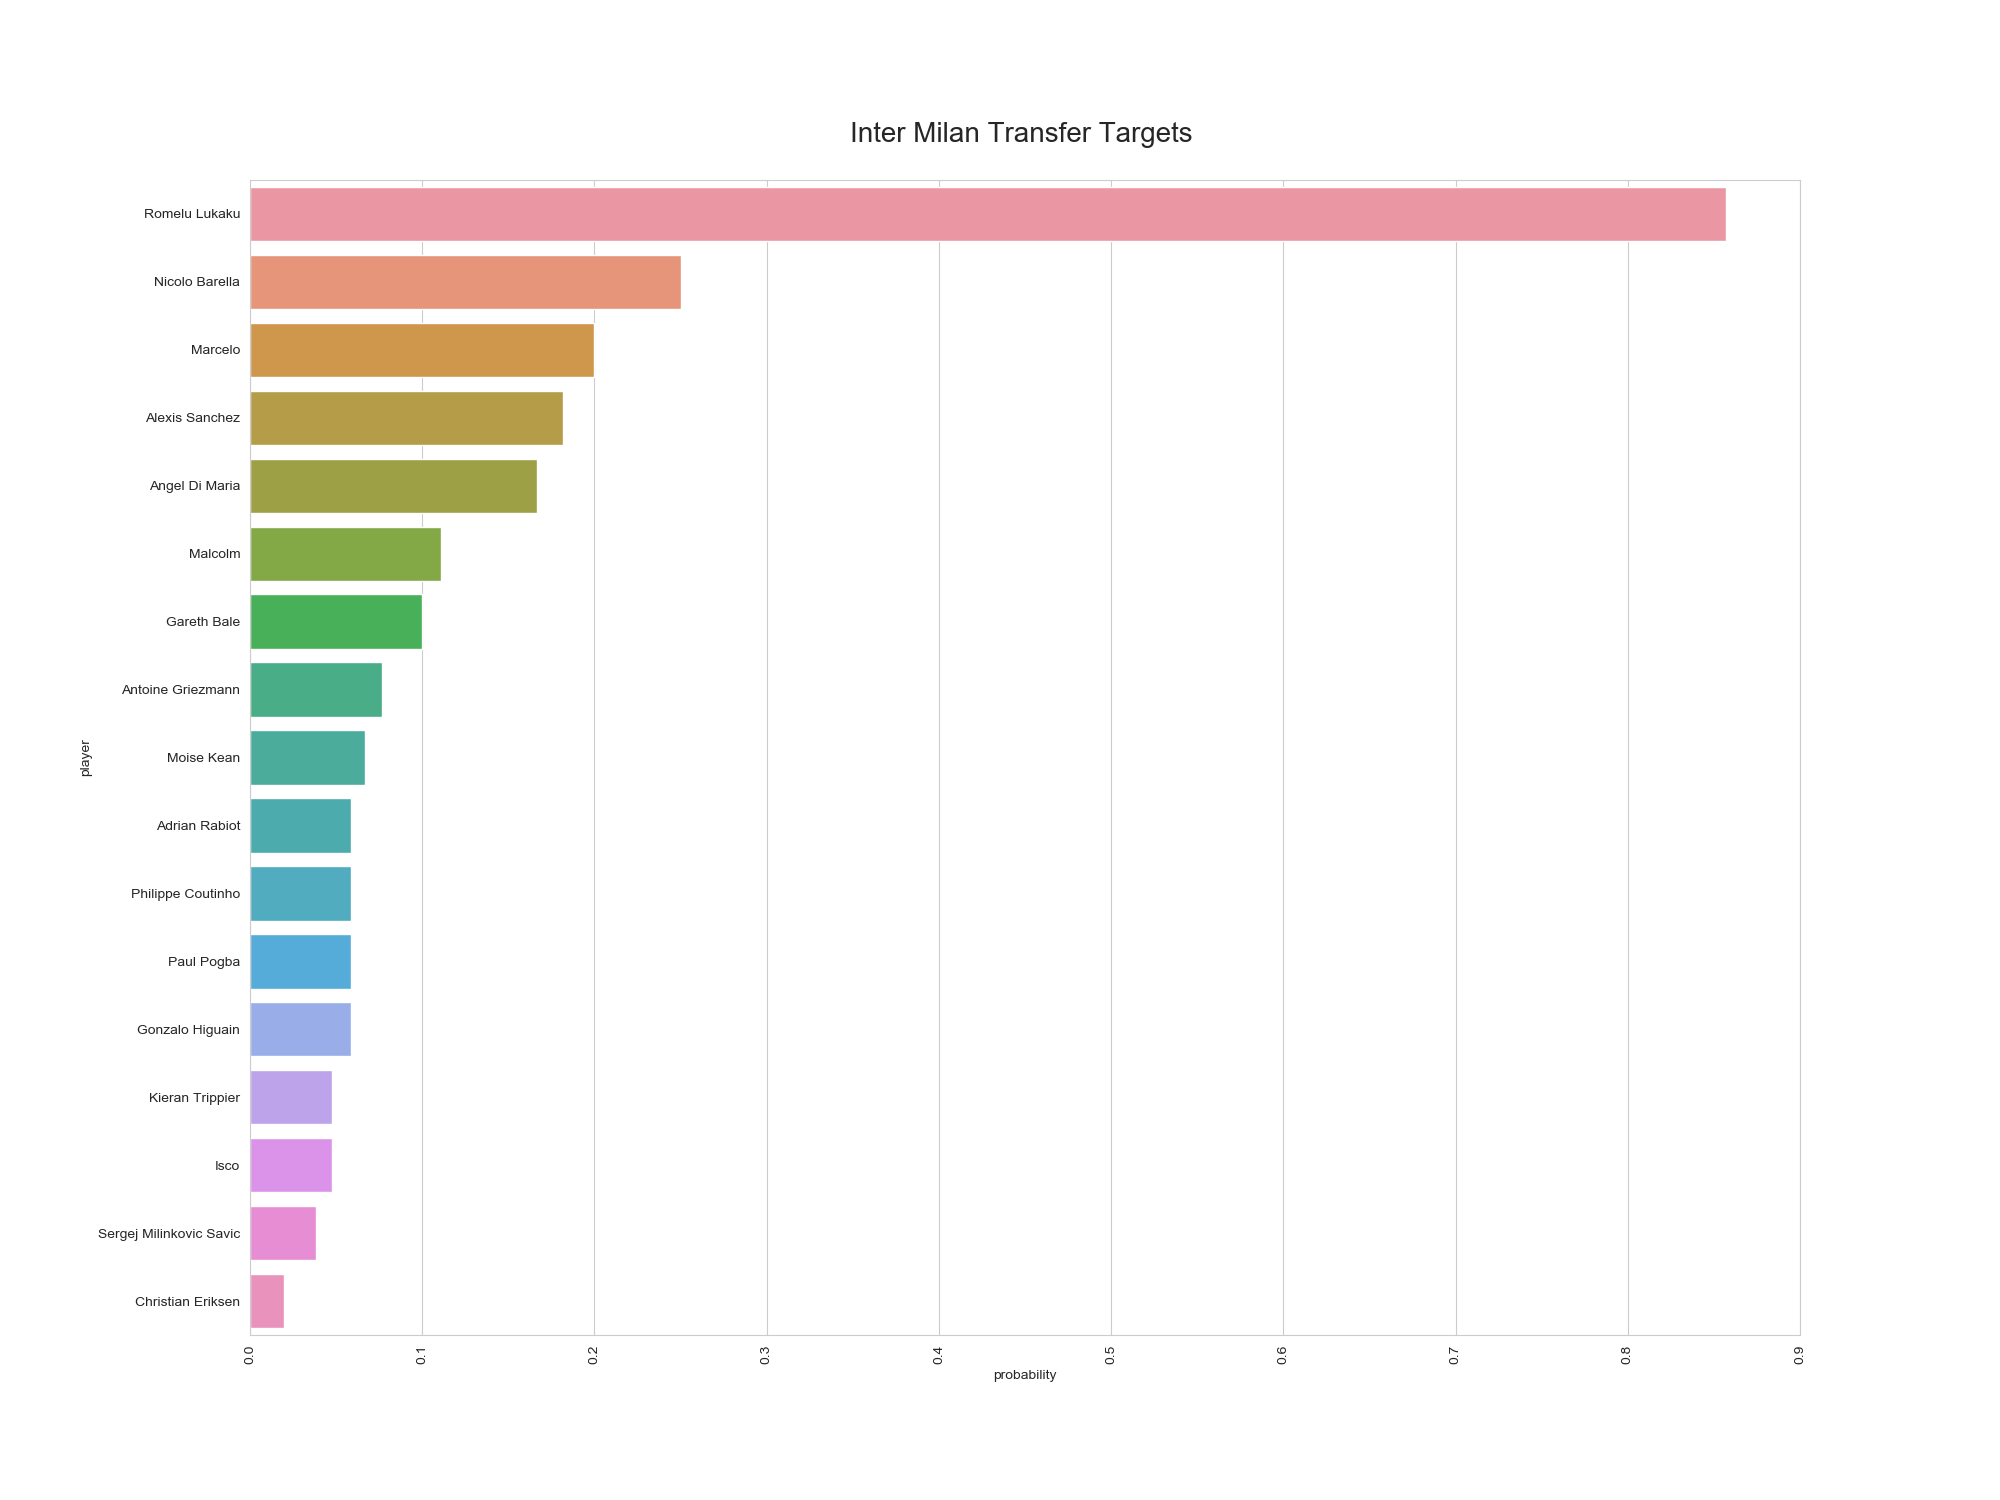 Inter Milan Transfer Targets
Romelu Lukaku
Nicolo Barella
Marcelo
Alexis Sanchez
Angel Di Maria
Malcolm
Gareth Bale
Antoine Griezmann
Moise Kean
Adrian Rabiot
Philippe Coutinho
Paul Pogba
Gonzalo Higuain
Kieran Trippier
Isco
Sergej Milinkovic Savic
Christian Eriksen
player
0.0 0.1 0.2 0.3 0.4 0.5 0.6 0.7 0.8 0.9
probability